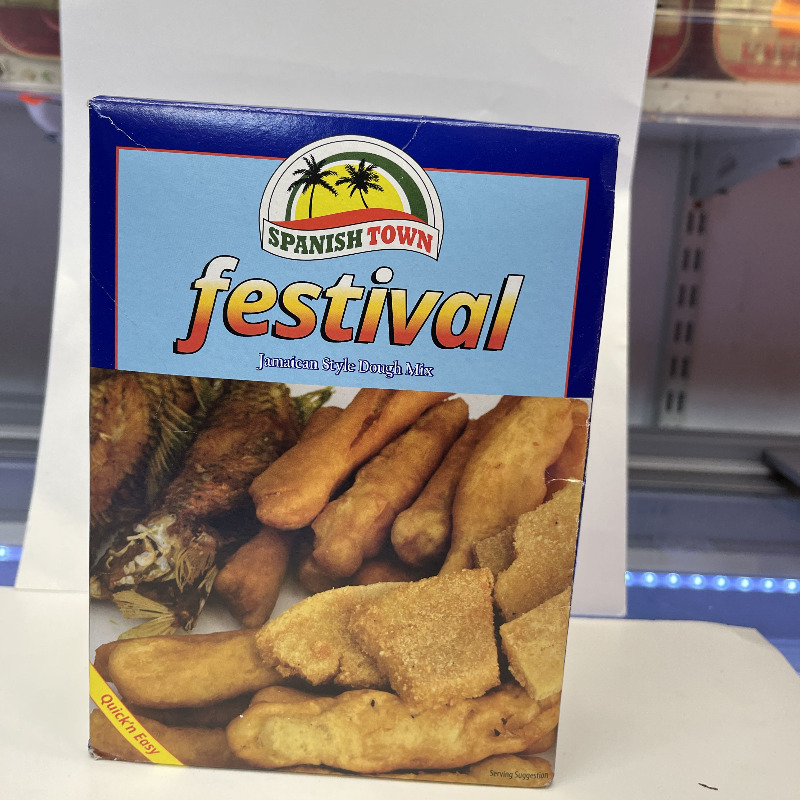 SPANISH TOWN
festival
Jamaican Style Dough Mix
Quick'n Easy
Serving Suggestion